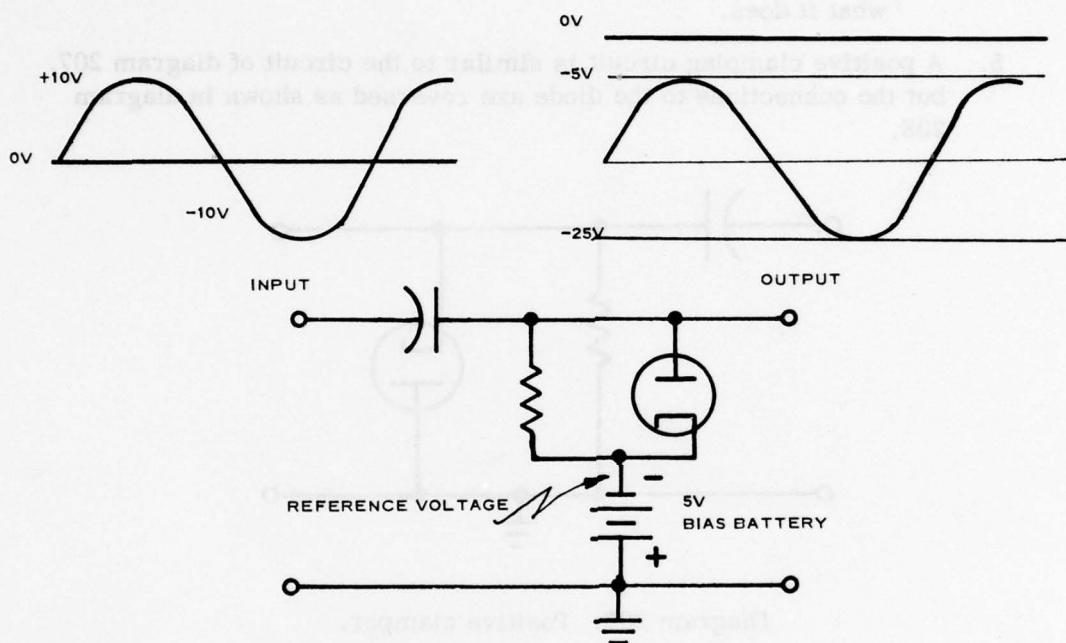 what it does.
0V
5. A positive clamping circuit is similar to the circuit of diagram 207,
but the connections to the diode are reversed as shown in diagram
208.
+10V
-5V
0V
-10V
-25V
INPUT
OUTPUT
-
REFERENCE VOLTAGE
5V
BIAS BATTERY
+
Diagram Positive clamper.